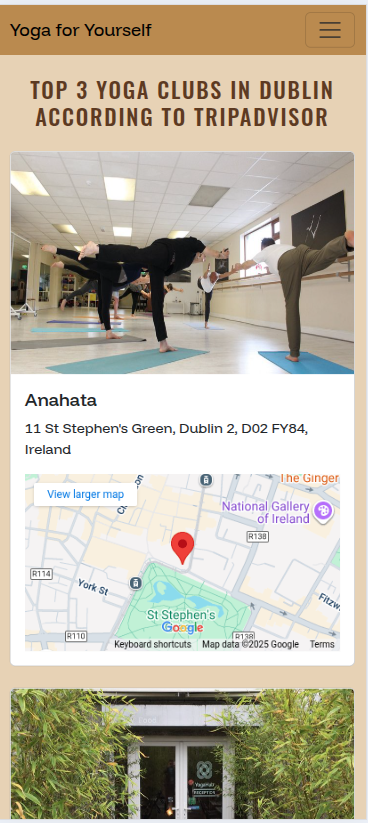 Yoga for Yourself
TOP 3 YOGA CLUBS IN DUBLIN
ACCORDING TO TRIPADVISOR
Anahata
11 St Stephen's Green, Dublin 2, D02 FY84,
Ireland
The Ginger
View larger map
National Gallery
of Ireland
R138
R114
York St
St Stephen's
Google
Fitzw
R110
R138
Keyboard shortcuts
Map data ©2025 Google
Terms
YogaHub
RECEPTION